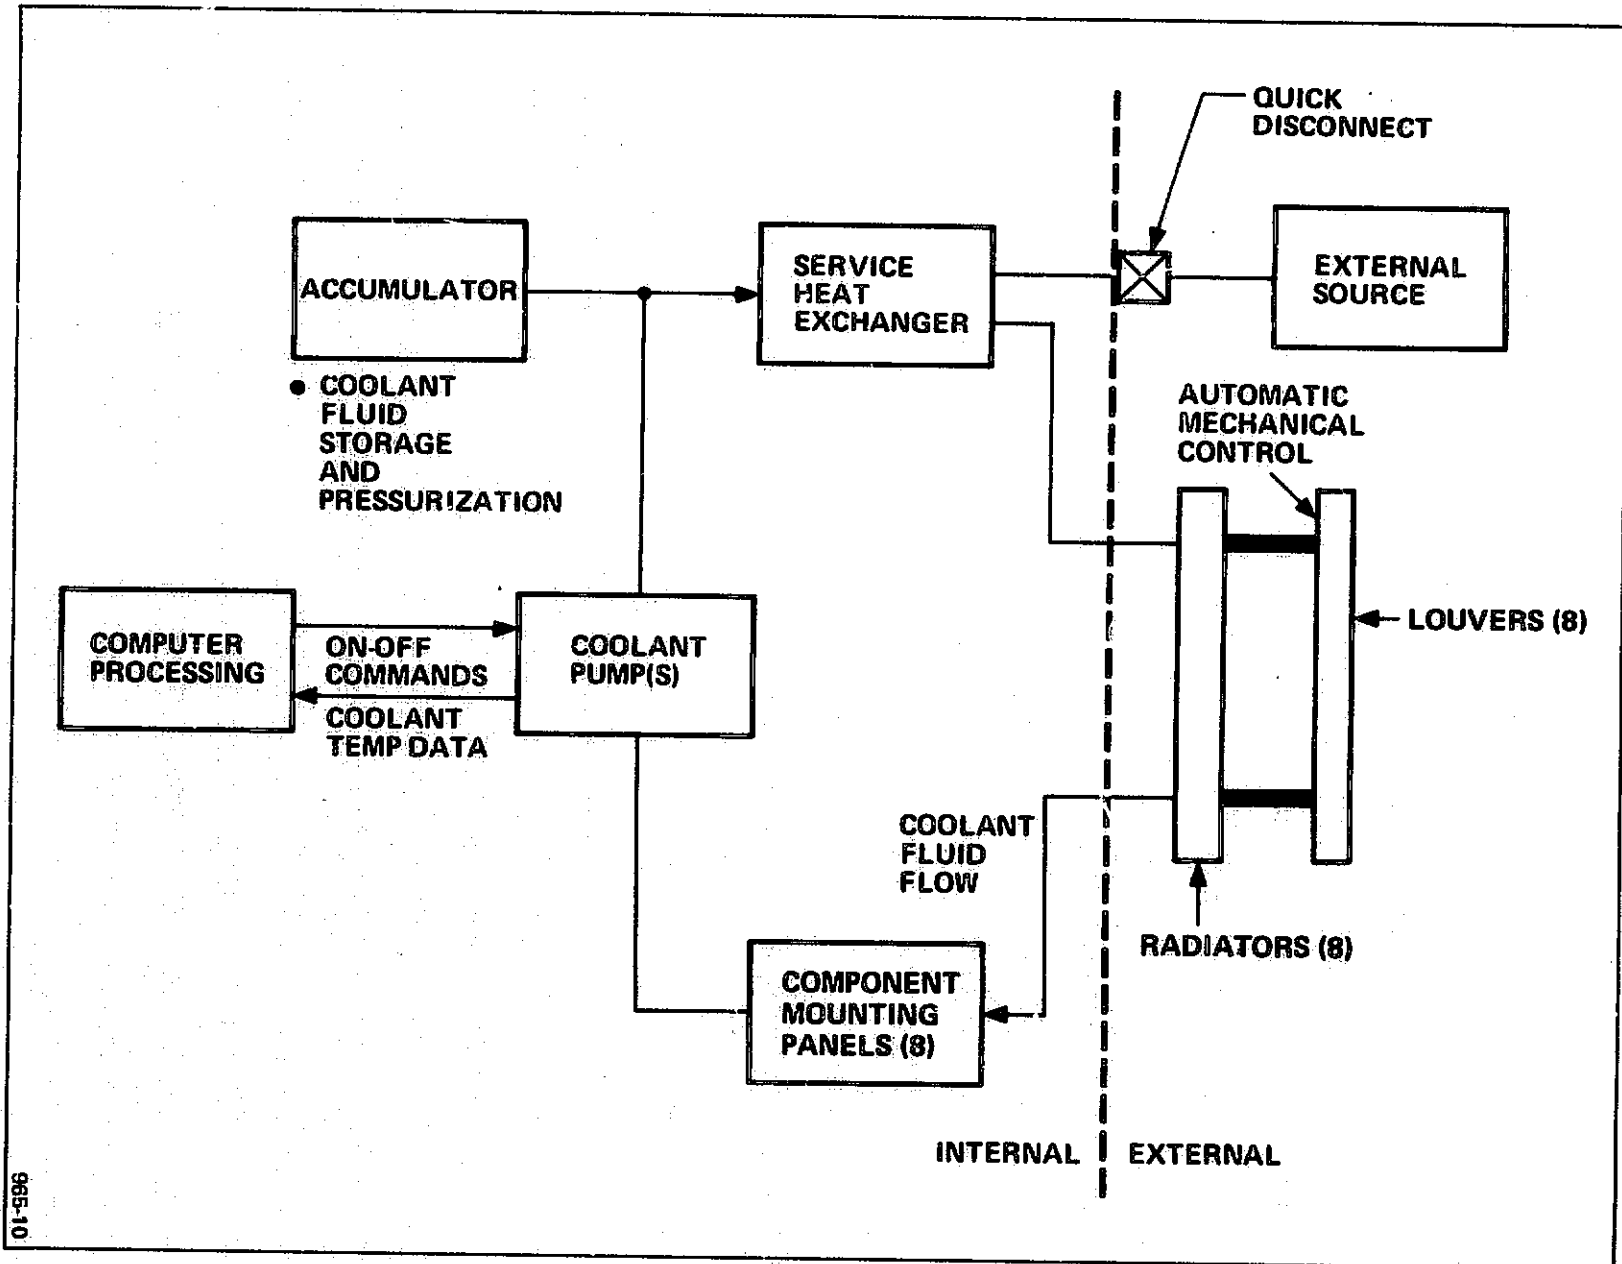 QUICK
DISCONNECT
ACCUMULATOR
SERVICE
HEAT
EXCHANGER
EXTERNAL
SOURCE
● COOLANT
FLUID
STORAGE
AND
PRESSURIZATION
AUTOMATIC
MECHANICAL
CONTROL
COMPUTER
PROCESSING
ON-OFF
COMMANDS
COOLANT
TEMP DATA
COOLANT
PUMP(S)
LOUVERS (8)
COOLANT
FLUID
FLOW
RADIATORS (8)
COMPONENT
MOUNTING
PANELS (8)
INTERNAL
EXTERNAL
965-10